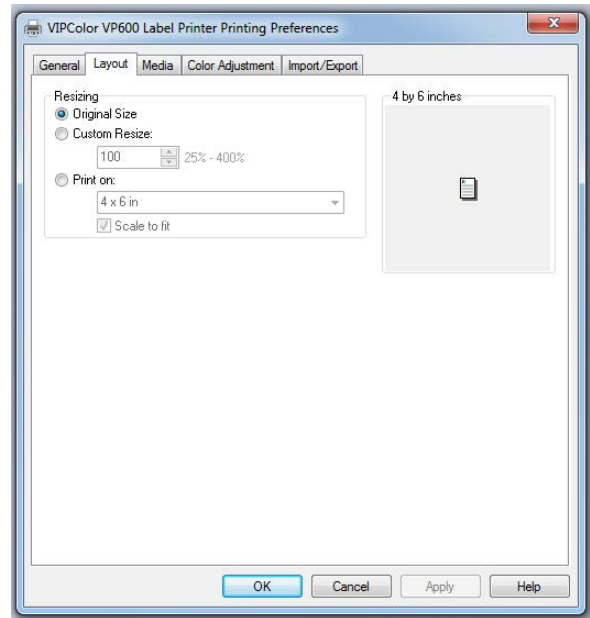 VIPColor VP600 Label Printer Printing Preferences
General Layout Media Color Adjustment Import/Export
Resizing
Original Size
Custom Resize:
100 25% - 400%
Print on:
4 x 6 in
Scale to fit
4 by 6 inches
OK Cancel Apply Help